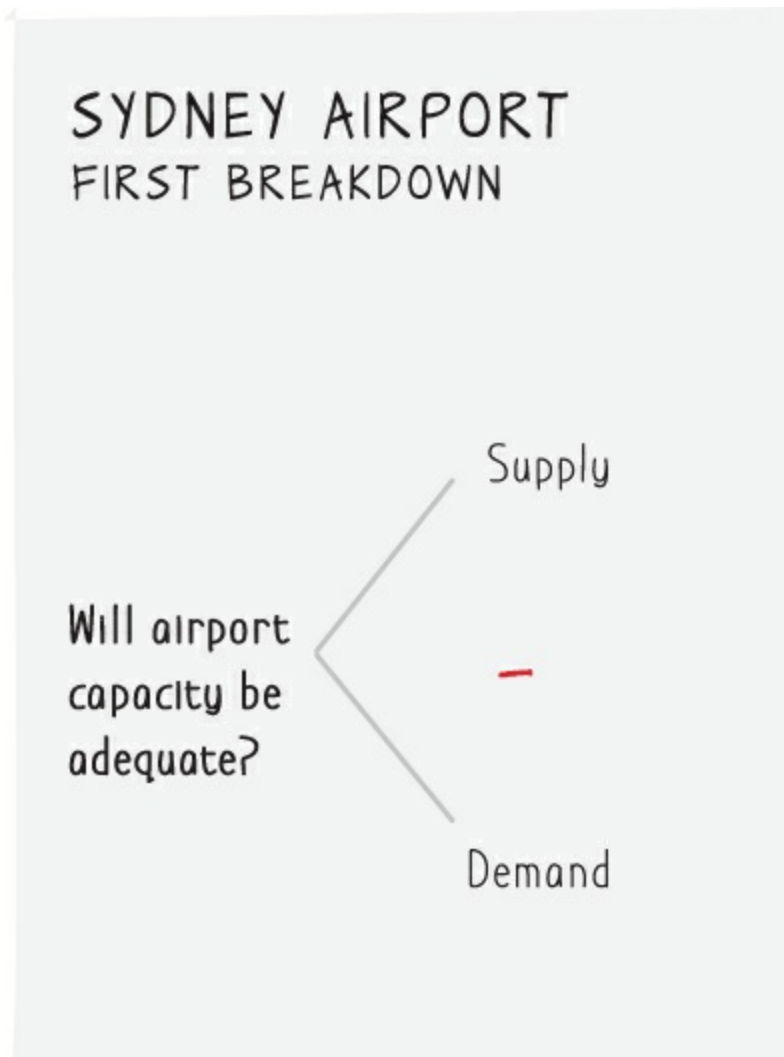 SYDNEY AIRPORT
FIRST BREAKDOWN
Supply
Will airport
capacity be
adequate?
–
Demand